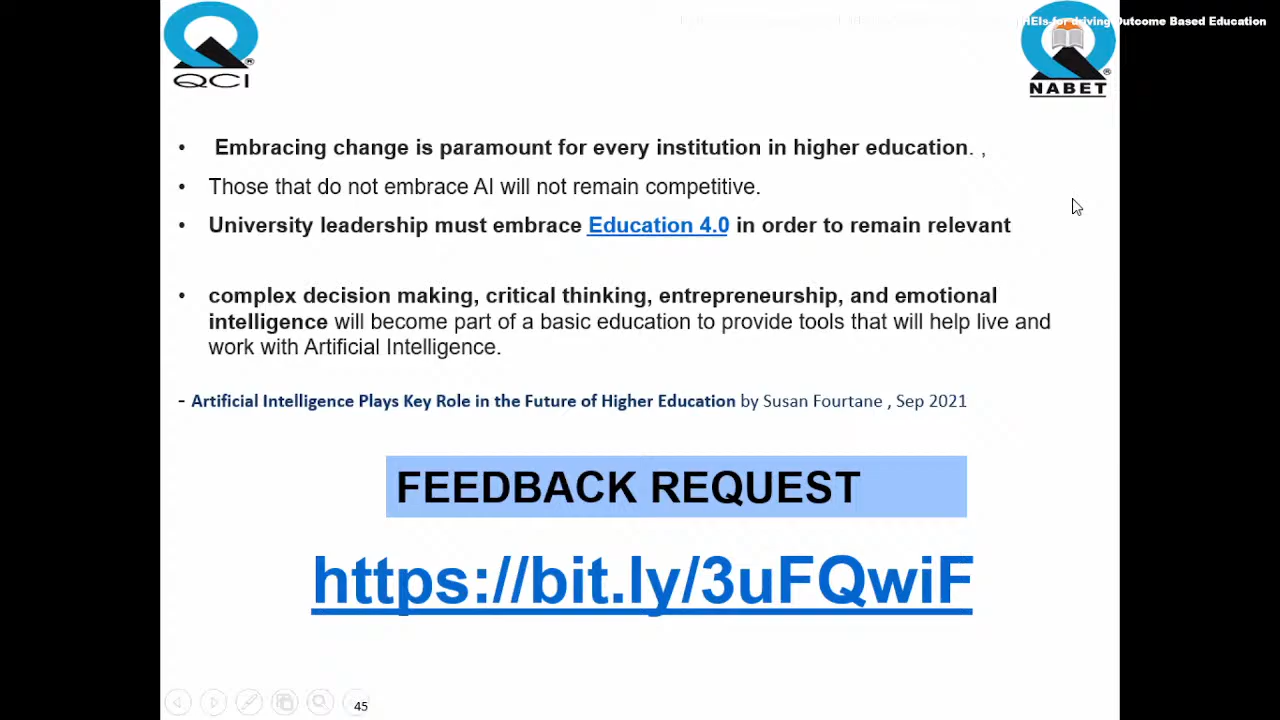 HEIs for driving Outcome Based Education
QCI
NABET
• Embracing change is paramount for every institution in higher education. ,
• Those that do not embrace AI will not remain competitive.
• University leadership must embrace Education 4.0 in order to remain relevant
• complex decision making, critical thinking, entrepreneurship, and emotional
intelligence will become part of a basic education to provide tools that will help live and
work with Artificial Intelligence.
- Artificial Intelligence Plays Key Role in the Future of Higher Education by Susan Fourtane , Sep 2021
FEEDBACK REQUEST
https://bit.ly/3uFQwiF
45